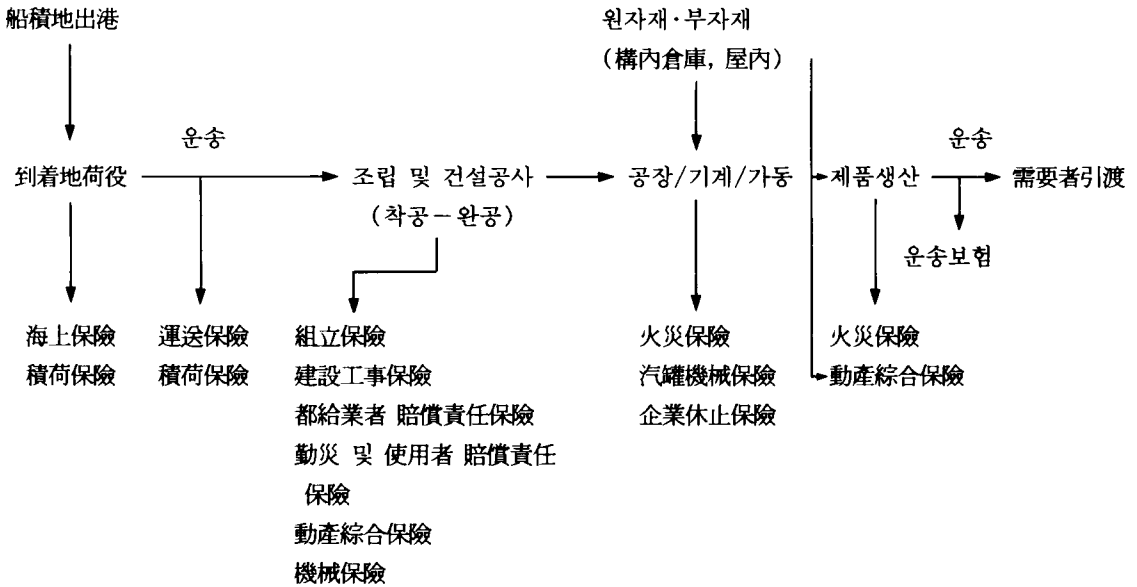 船積地出港
원자재·부자재
(構內倉庫, 屋內)
운송
운송
到着地荷役
조립 및 건설공사
(착공-완공)
공장/기계/가동
제품생산
需要者引渡
운송보험
海上保險
積荷保險
運送保險
積荷保險
組立保險
建設工事保險
都給業者 賠償責任保險
勤災 및 使用者 賠償責任
保險
動產綜合保險
機械保險
火災保險
汽罐機械保險
企業休止保險
火災保險
動產綜合保險